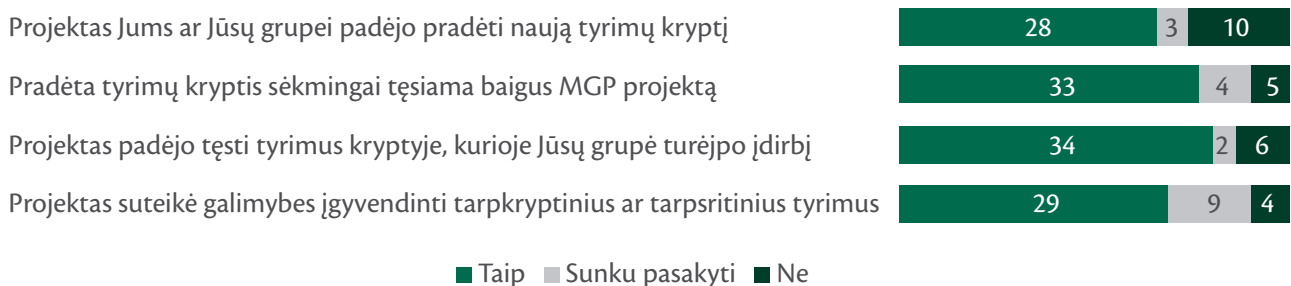 Projektas Jums ar Jūsų grupei padėjo pradėti naują tyrimų kryptį 28 3 10
Pradėta tyrimų kryptis sėkmingai tęsiama baigus MGP projektą 33 4 5
Projektas padėjo tęsti tyrimus kryptyje, kurioje Jūsų grupė turėjpo įdirbį 34 2 6
Projektas suteikė galimybes įgyvendinti tarpkryptinius ar tarpsritinius tyrimus 29 9 4
Taip Sunku pasakyti Ne